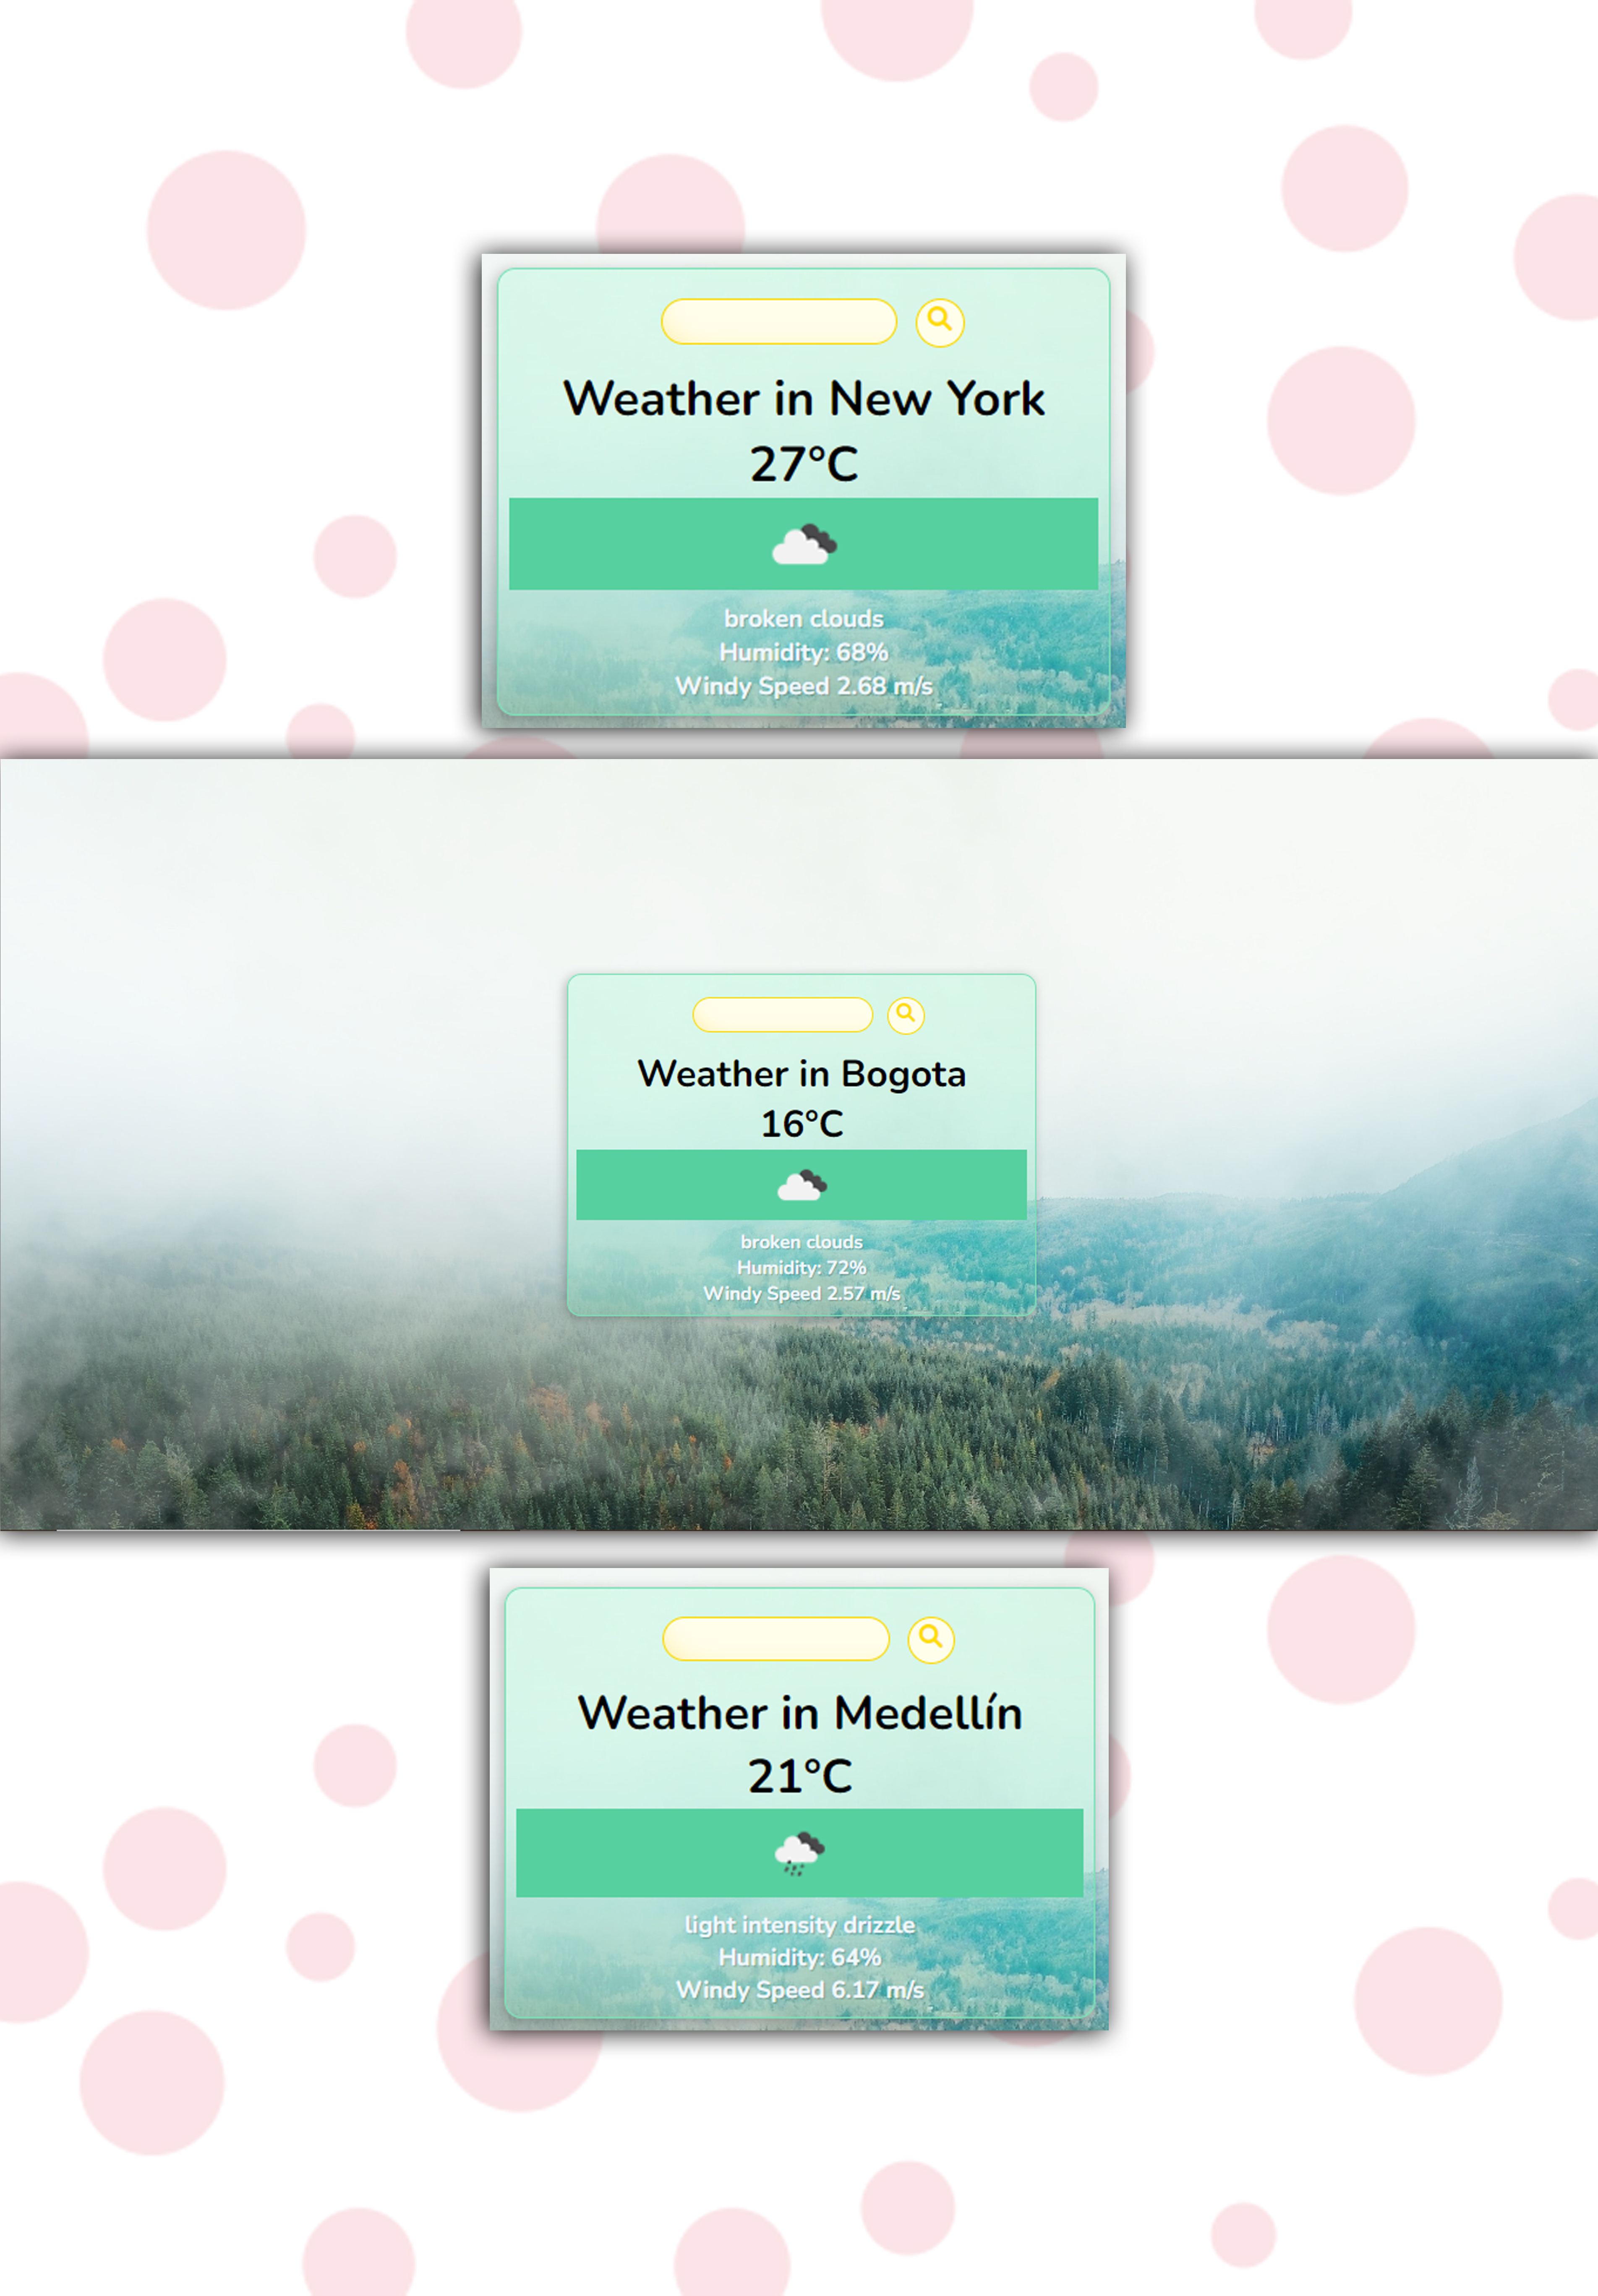 Weather in New York
27°C
broken clouds
Humidity: 68%
Windy Speed 2.68 m/s
Weather in Bogota
16°C
broken clouds
Humidity: 72%
Windy Speed 2.57 m/s
Weather in Medellín
21°C
light intensity drizzle
Humidity: 64%
Windy Speed 6.17 m/s